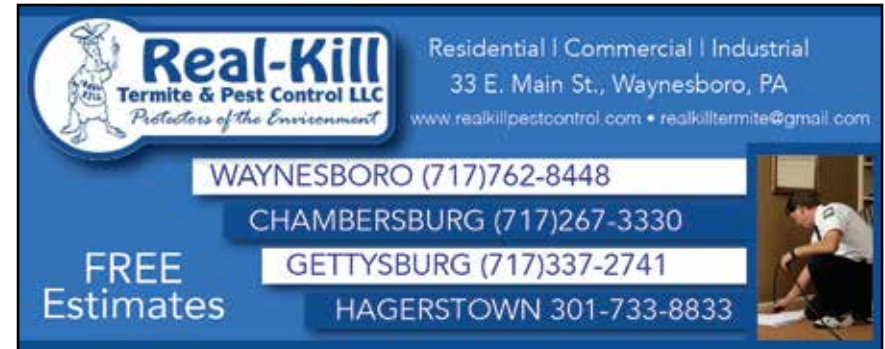 Real-Kill
Termite & Pest Control LLC
Protectors of the Environment
Residential | Commercial | Industrial
33 E. Main St., Waynesboro, PA
www.realkillpestcontrol.com • realkilltermite@gmail.com
WAYNESBORO (717)762-8448
CHAMBERSBURG (717)267-3330
GETTYSBURG (717)337-2741
HAGERSTOWN 301-733-8833
FREE
Estimates